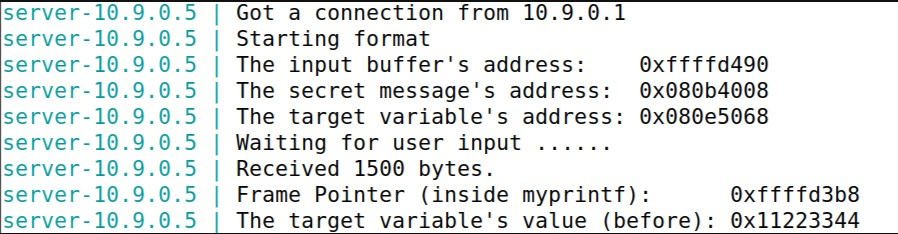 server-10.9.0.5 | Got a connection from 10.9.0.1
server-10.9.0.5 | Starting format
server-10.9.0.5 | The input buffer's address:    0xffffd490
server-10.9.0.5 | The secret message's address:  0x080b4008
server-10.9.0.5 | The target variable's address: 0x080e5068
server-10.9.0.5 | Waiting for user input ......
server-10.9.0.5 | Received 1500 bytes.
server-10.9.0.5 | Frame Pointer (inside myprintf):      0xffffd3b8
server-10.9.0.5 | The target variable's value (before): 0x11223344